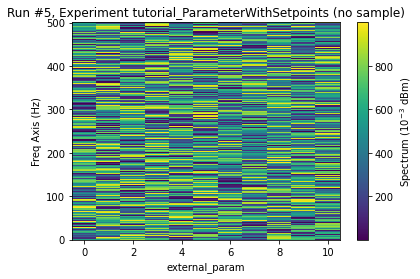 Run #5, Experiment tutorial_ParameterWithSetpoints (no sample)
500
400
300
200
100
0
Freq Axis (Hz)
0 2 4 6 8 10
external_param
800
600
400
200
Spectrum (10⁻³ dBm)